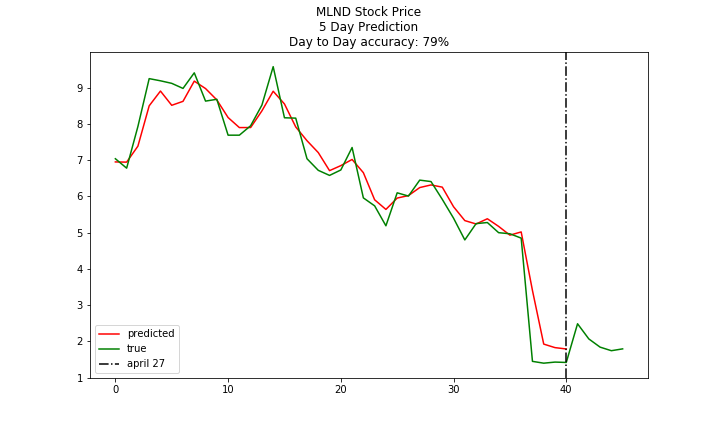 MLND Stock Price
5 Day Prediction
Day to Day accuracy: 79%
9
8
7
6
5
4
3
2
1
predicted
true
april 27
0 10 20 30 40